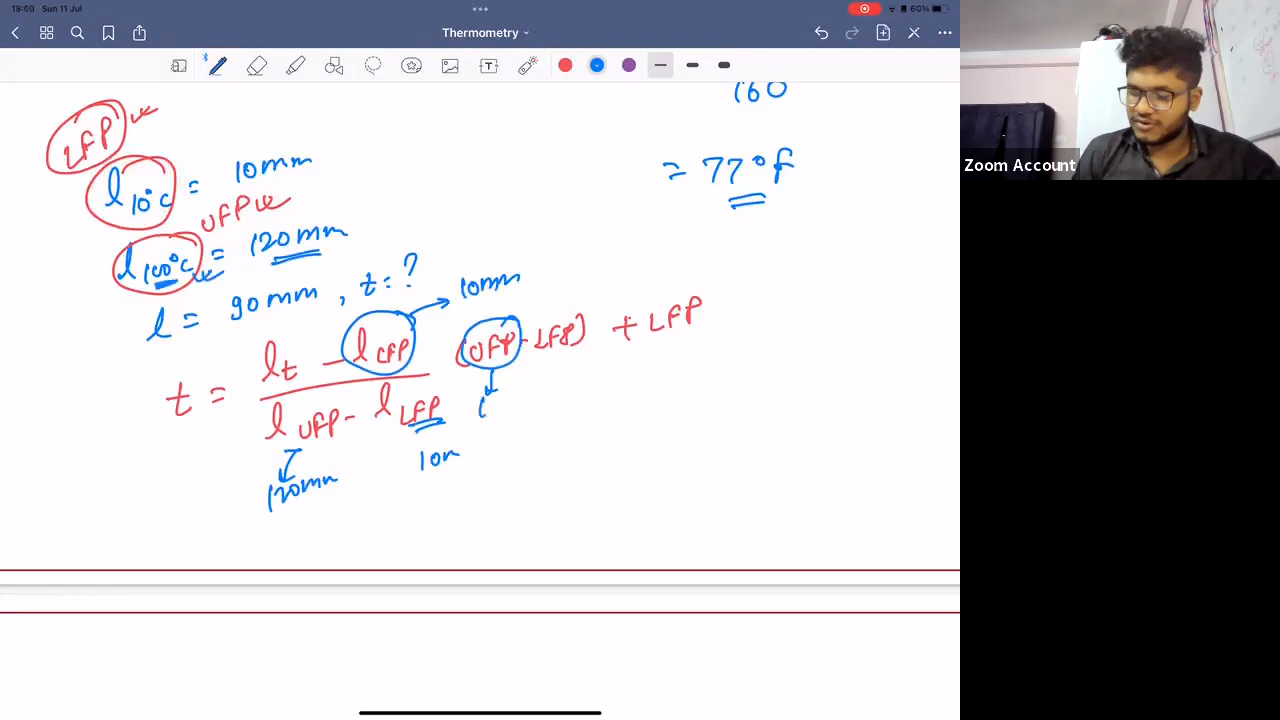 18:00 Sun 11 Jul
60%
Thermometry
160
LFP
l10°C = 10mm
= 77°f
UFP
l100°C = 120mm
l = 90mm, t=?
10mm
t = lt - lLFP / lUFP - lLFP (UFP - LFP) + LFP
120mm
10m
Zoom Account